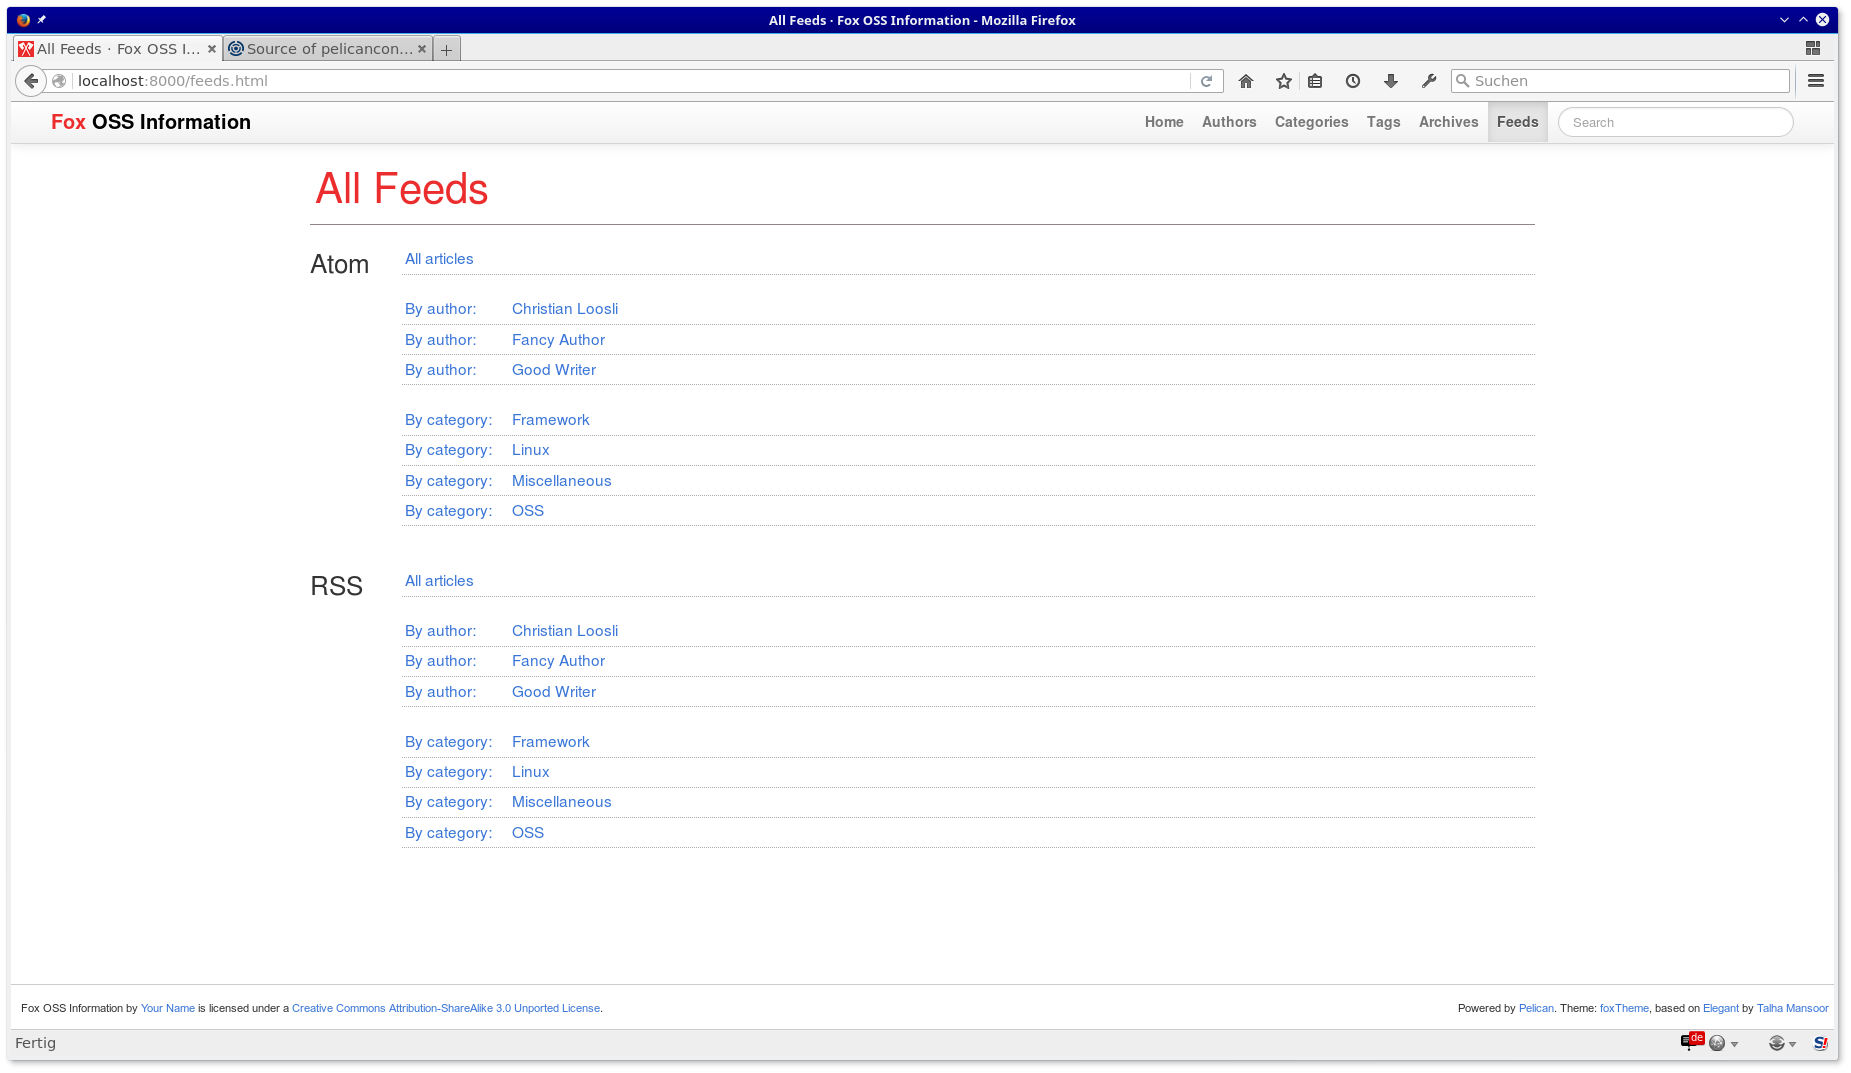 All Feeds · Fox OSS Information - Mozilla Firefox
All Feeds · Fox OSS I... Source of pelicancon...
localhost:8000/feeds.html Suchen
Fox OSS Information Home Authors Categories Tags Archives Feeds Search
All Feeds
Atom All articles
By author: Christian Loosli
By author: Fancy Author
By author: Good Writer
By category: Framework
By category: Linux
By category: Miscellaneous
By category: OSS
RSS All articles
By author: Christian Loosli
By author: Fancy Author
By author: Good Writer
By category: Framework
By category: Linux
By category: Miscellaneous
By category: OSS
Fox OSS Information by Your Name is licensed under a Creative Commons Attribution-ShareAlike 3.0 Unported License. Powered by Pelican. Theme: foxTheme, based on Elegant by Talha Mansoor
Fertig de S!